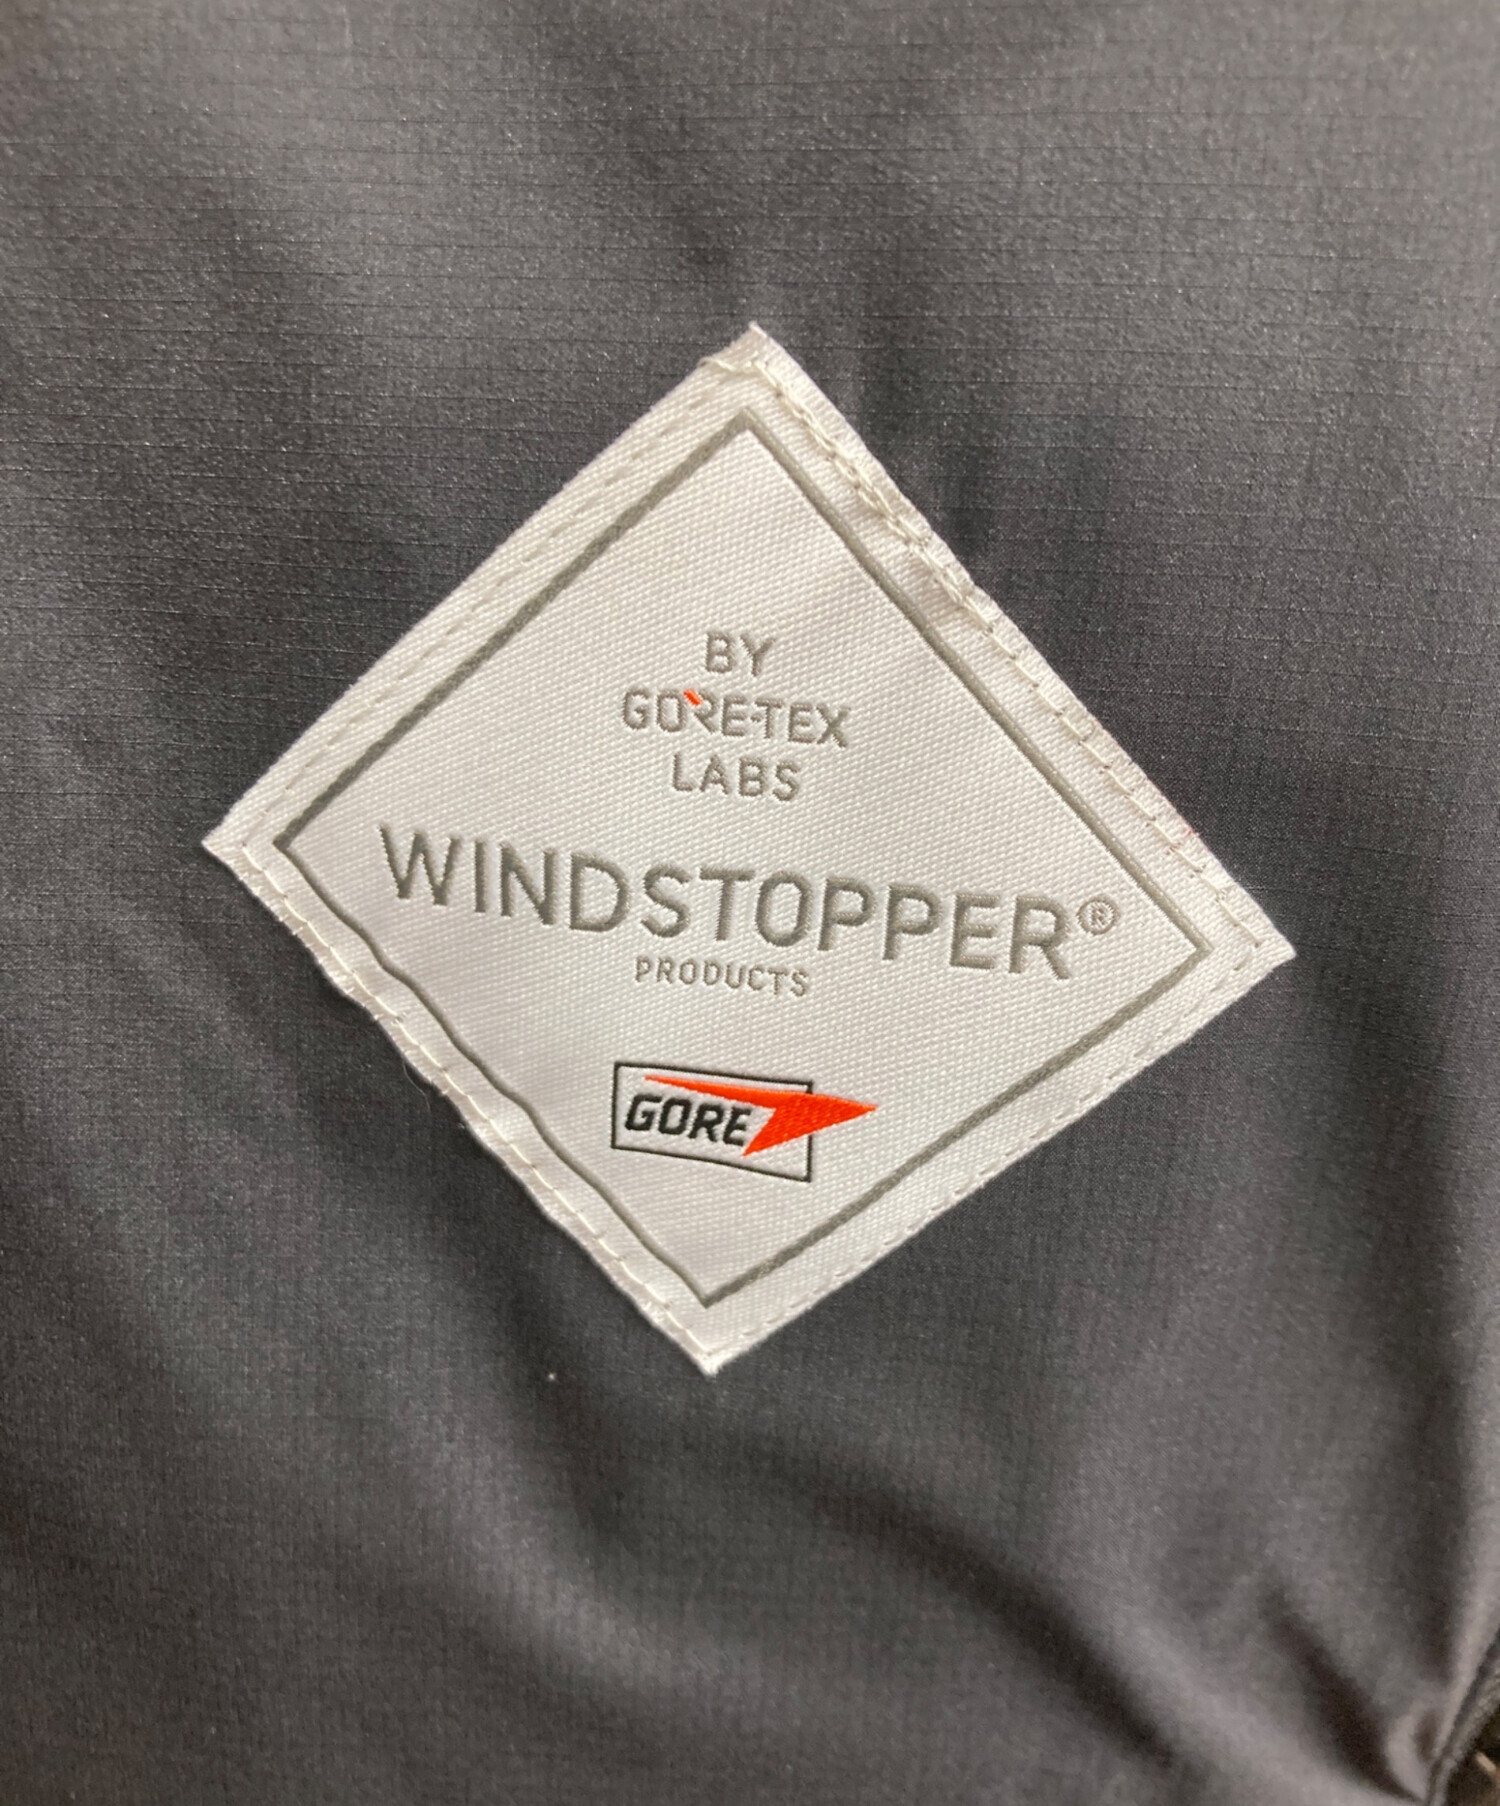 BY
GORE-TEX
LABS
WINDSTOPPER®
PRODUCTS
GORE